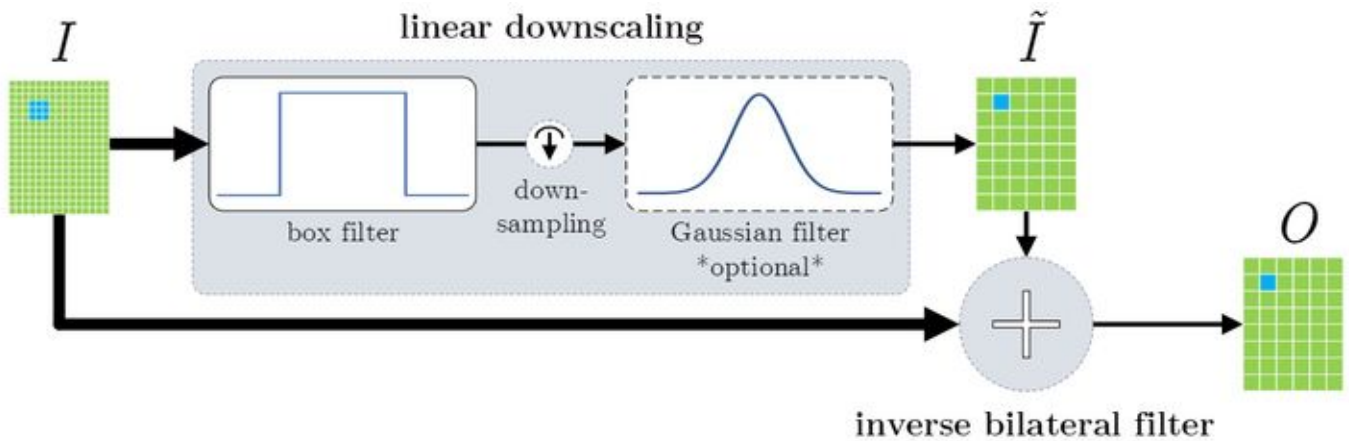 linear downscaling
I
Ĩ
box filter
down-
sampling
Gaussian filter
*optional*
O
inverse bilateral filter